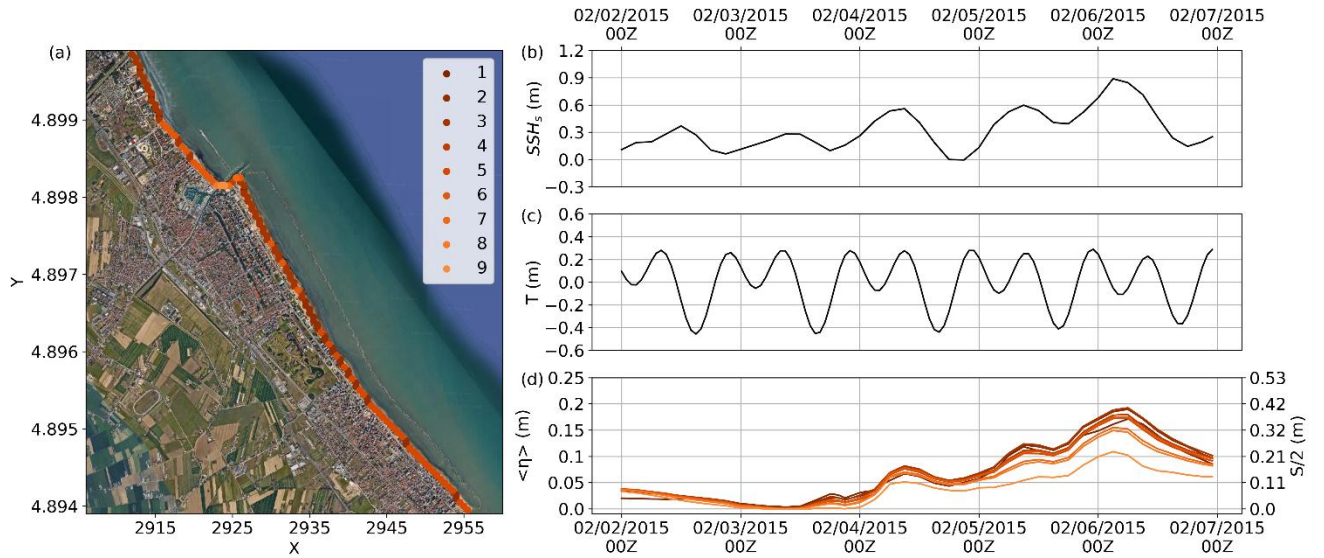 (a)
4.899
4.898
4.897
4.896
4.895
4.894
Y
2915
2925
2935
2945
2955
X
1
2
3
4
5
6
7
8
9
02/02/2015
00Z
02/03/2015
00Z
02/04/2015
00Z
02/05/2015
00Z
02/06/2015
00Z
02/07/2015
00Z
(b)
1.2
0.9
0.6
0.3
0.0
−0.3
SSHs (m)
(c)
0.6
0.4
0.2
0.0
−0.2
−0.4
−0.6
T (m)
(d)
0.25
0.2
0.15
0.1
0.05
0.0
<η> (m)
0.53
0.42
0.32
0.21
0.11
0.0
S/2 (m)
02/02/2015
00Z
02/03/2015
00Z
02/04/2015
00Z
02/05/2015
00Z
02/06/2015
00Z
02/07/2015
00Z